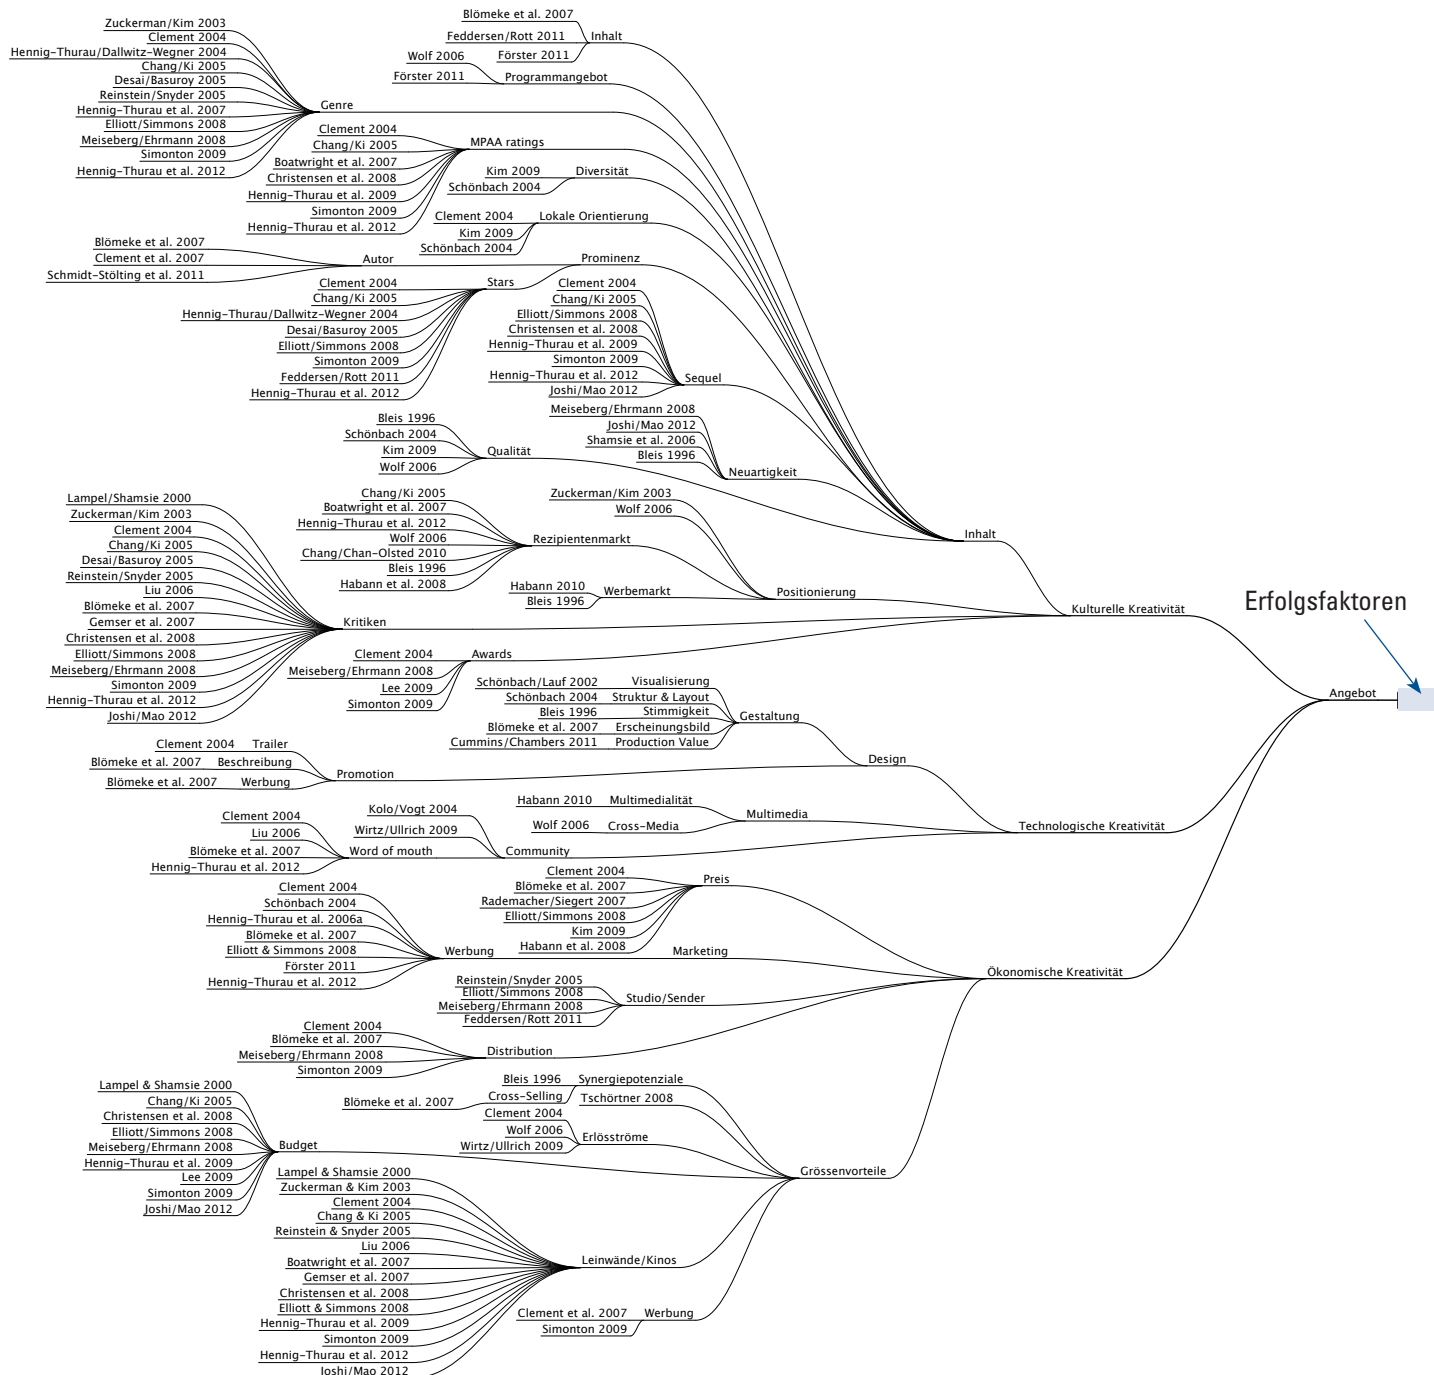 Zuckerman/Kim 2003
Clement 2004
Hennig-Thurau/Dallwitz-Wegner 2004
Chang/Ki 2005
Desai/Basuroy 2005
Reinstein/Snyder 2005
Hennig-Thurau et al. 2007
Elliott/Simmons 2008
Meiseberg/Ehrmann 2008
Simonton 2009
Hennig-Thurau et al. 2012
Genre
Blömeke et al. 2007
Feddersen/Rott 2011
Förster 2011
Inhalt
Wolf 2006
Förster 2011
Programmangebot
Clement 2004
Chang/Ki 2005
Boatwright et al. 2007
Christensen et al. 2008
Hennig-Thurau et al. 2009
Simonton 2009
Hennig-Thurau et al. 2012
MPAA ratings
Kim 2009
Schönbach 2004
Diversität
Clement 2004
Kim 2009
Schönbach 2004
Lokale Orientierung
Blömeke et al. 2007
Clement et al. 2007
Schmidt-Stölting et al. 2011
Autor
Prominenz
Clement 2004
Chang/Ki 2005
Hennig-Thurau/Dallwitz-Wegner 2004
Desai/Basuroy 2005
Elliott/Simmons 2008
Simonton 2009
Feddersen/Rott 2011
Hennig-Thurau et al. 2012
Stars
Clement 2004
Chang/Ki 2005
Elliott/Simmons 2008
Christensen et al. 2008
Hennig-Thurau et al. 2009
Simonton 2009
Hennig-Thurau et al. 2012
Joshi/Mao 2012
Sequel
Meiseberg/Ehrmann 2008
Joshi/Mao 2012
Shamsie et al. 2006
Bleis 1996
Neuartigkeit
Bleis 1996
Schönbach 2004
Kim 2009
Wolf 2006
Qualität
Inhalt
Chang/Ki 2005
Boatwright et al. 2007
Hennig-Thurau et al. 2012
Wolf 2006
Chang/Chan-Olsted 2010
Bleis 1996
Habann et al. 2008
Rezipientenmarkt
Zuckerman/Kim 2003
Wolf 2006
Habann 2010
Bleis 1996
Werbemarkt
Positionierung
Lampel/Shamsie 2000
Zuckerman/Kim 2003
Clement 2004
Chang/Ki 2005
Desai/Basuroy 2005
Reinstein/Snyder 2005
Liu 2006
Blömeke et al. 2007
Gemser et al. 2007
Christensen et al. 2008
Elliott/Simmons 2008
Meiseberg/Ehrmann 2008
Simonton 2009
Hennig-Thurau et al. 2012
Joshi/Mao 2012
Kritiken
Clement 2004
Meiseberg/Ehrmann 2008
Lee 2009
Simonton 2009
Awards
Kulturelle Kreativität
Erfolgsfaktoren
Angebot
Schönbach/Lauf 2002 Visualisierung
Schönbach 2004 Struktur & Layout
Bleis 1996 Stimmigkeit
Blömeke et al. 2007 Erscheinungsbild
Cummins/Chambers 2011 Production Value
Gestaltung
Clement 2004 Trailer
Blömeke et al. 2007 Beschreibung
Blömeke et al. 2007 Werbung
Promotion
Design
Habann 2010 Multimedialität
Wolf 2006 Cross-Media
Multimedia
Technologische Kreativität
Kolo/Vogt 2004
Wirtz/Ullrich 2009
Clement 2004
Liu 2006
Blömeke et al. 2007
Hennig-Thurau et al. 2012
Word of mouth
Community
Clement 2004
Blömeke et al. 2007
Rademacher/Siegert 2007
Elliott/Simmons 2008
Kim 2009
Habann et al. 2008
Preis
Clement 2004
Schönbach 2004
Hennig-Thurau et al. 2006a
Blömeke et al. 2007
Elliott & Simmons 2008
Förster 2011
Hennig-Thurau et al. 2012
Werbung
Marketing
Ökonomische Kreativität
Reinstein/Snyder 2005
Elliott/Simmons 2008
Meiseberg/Ehrmann 2008
Feddersen/Rott 2011
Studio/Sender
Clement 2004
Blömeke et al. 2007
Meiseberg/Ehrmann 2008
Simonton 2009
Distribution
Bleis 1996
Blömeke et al. 2007 Cross-Selling
Synergiepotenziale
Tschörtner 2008
Clement 2004
Wolf 2006
Wirtz/Ullrich 2009
Erlösströme
Lampel & Shamsie 2000
Chang/Ki 2005
Christensen et al. 2008
Elliott/Simmons 2008
Meiseberg/Ehrmann 2008
Hennig-Thurau et al. 2009
Lee 2009
Simonton 2009
Joshi/Mao 2012
Budget
Grössenvorteile
Lampel & Shamsie 2000
Zuckerman & Kim 2003
Clement 2004
Chang & Ki 2005
Reinstein & Snyder 2005
Liu 2006
Boatwright et al. 2007
Gemser et al. 2007
Christensen et al. 2008
Elliott & Simmons 2008
Hennig-Thurau et al. 2009
Simonton 2009
Hennig-Thurau et al. 2012
Joshi/Mao 2012
Leinwände/Kinos
Clement et al. 2007
Simonton 2009
Werbung